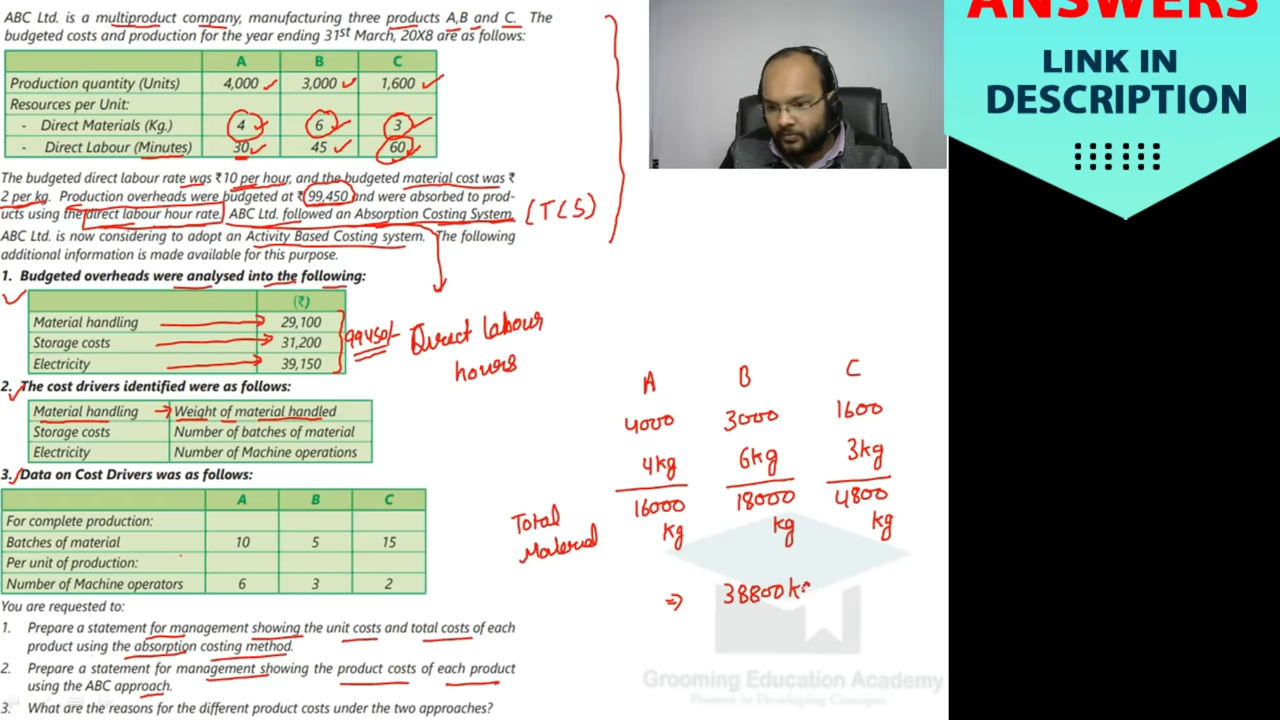 ABC Ltd. is a multiproduct company, manufacturing three products A,B and C. The
budgeted costs and production for the year ending 31st March, 20X8 are as follows:
A B C
Production quantity (Units) 4,000 3,000 1,600
Resources per Unit:
- Direct Materials (Kg.) 4 6 3
- Direct Labour (Minutes) 30 45 60
The budgeted direct labour rate was ₹10 per hour, and the budgeted material cost was ₹
2 per kg. Production overheads were budgeted at ₹99,450 and were absorbed to prod-
ucts using the direct labour hour rate. ABC Ltd. followed an Absorption Costing System.
(TCS)
ABC Ltd. is now considering to adopt an Activity Based Costing system. The following
additional information is made available for this purpose.
1. Budgeted overheads were analysed into the following:
(₹)
Material handling 29,100
Storage costs 31,200
Electricity 39,150
99450/-
Direct labour
hours
2. The cost drivers identified were as follows:
Material handling Weight of material handled
Storage costs Number of batches of material
Electricity Number of Machine operations
3. Data on Cost Drivers was as follows:
A B C
For complete production:
Batches of material 10 5 15
Per unit of production:
Number of Machine operators 6 3 2
You are requested to:
1. Prepare a statement for management showing the unit costs and total costs of each
product using the absorption costing method.
2. Prepare a statement for management showing the product costs of each product
using the ABC approach.
3. What are the reasons for the different product costs under the two approaches?
A B C
4000 3000 1600
4kg 6kg 3kg
Total Material 16000 kg 18000 kg 4800 kg
⇒ 38800 kg
Grooming Education Academy
Pioneer In Developing Concepts
ANSWERS
LINK IN
DESCRIPTION